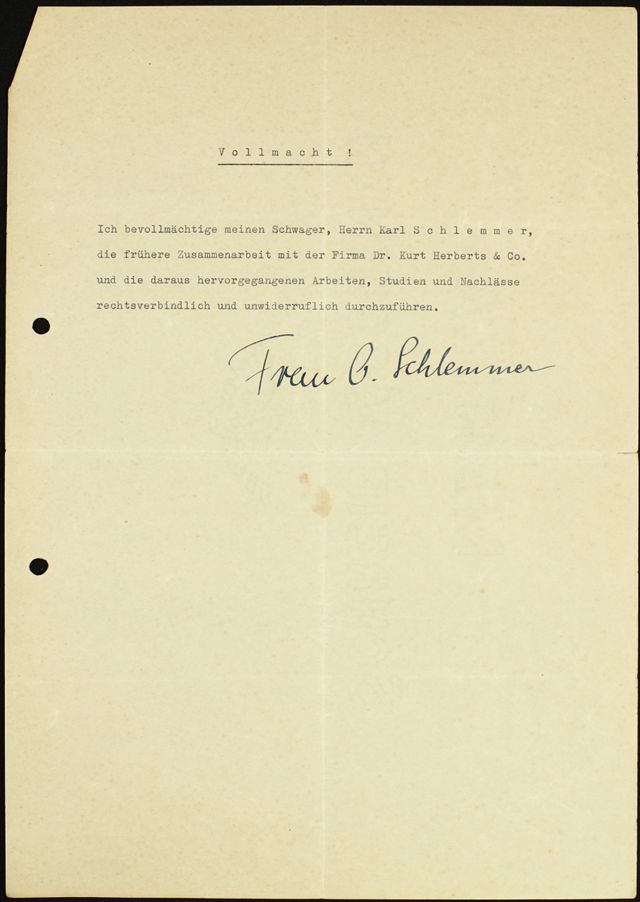 V o l l m a c h t !
Ich bevollmächtige meinen Schwager, Herrn Karl S c h l e m m e r,
die frühere Zusammenarbeit mit der Firma Dr. Kurt Herberts & Co.
und die daraus hervorgegangenen Arbeiten, Studien und Nachlässe
rechtsverbindlich und unwiderruflich durchzuführen.
Frau O. Schlemmer